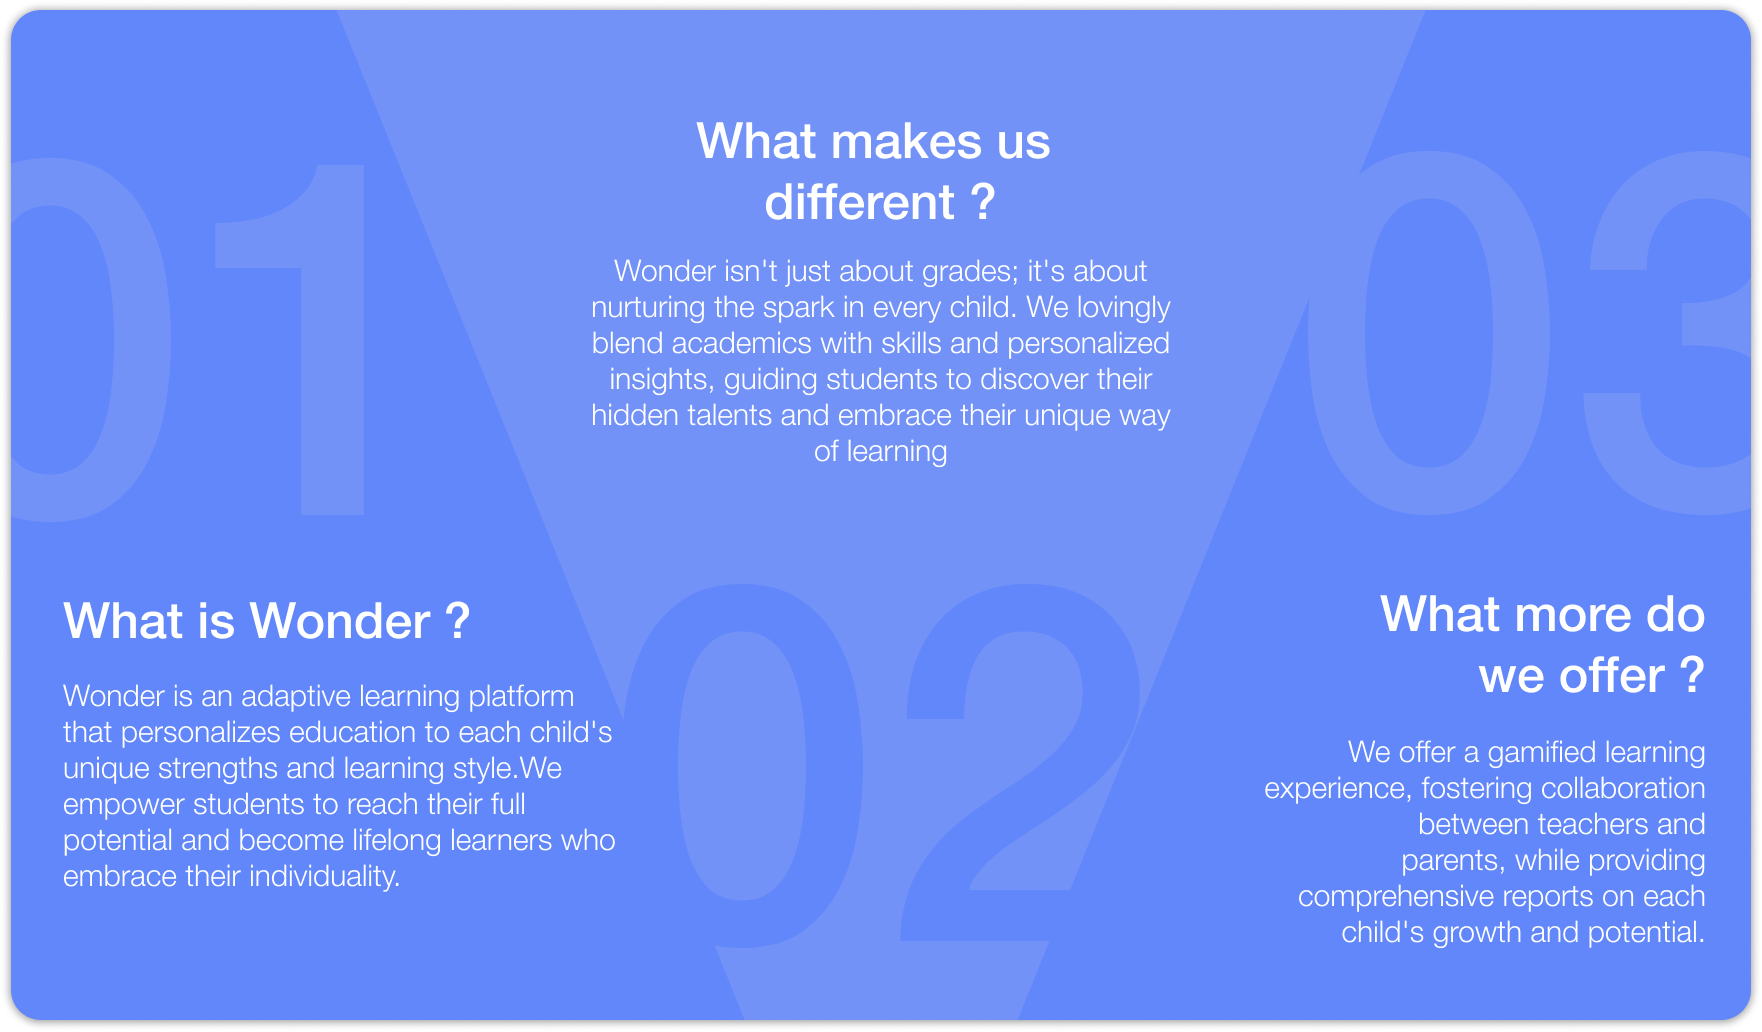 01
What is Wonder ?
Wonder is an adaptive learning platform
that personalizes education to each child's
unique strengths and learning style.We
empower students to reach their full
potential and become lifelong learners who
embrace their individuality.
What makes us
different ?
Wonder isn't just about grades; it's about
nurturing the spark in every child. We lovingly
blend academics with skills and personalized
insights, guiding students to discover their
hidden talents and embrace their unique way
of learning
02
03
What more do
we offer ?
We offer a gamified learning
experience, fostering collaboration
between teachers and
parents, while providing
comprehensive reports on each
child's growth and potential.